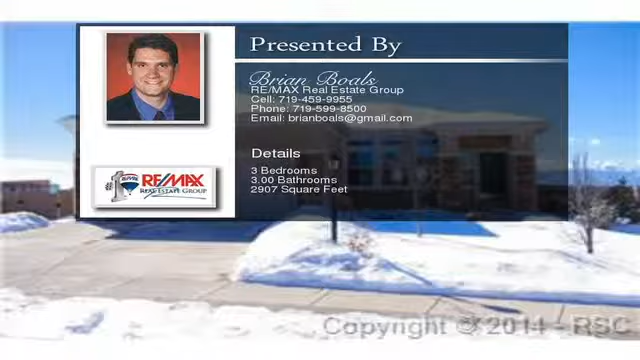 Presented By
Brian Boals
RE/MAX Real Estate Group
Cell: 719-459-9955
Phone: 719-599-8500
Email: brianboals@gmail.com
Details
3 Bedrooms
3.00 Bathrooms
2907 Square Feet
RE/MAX
REAL ESTATE GROUP
Copyright © 2014 - RSC